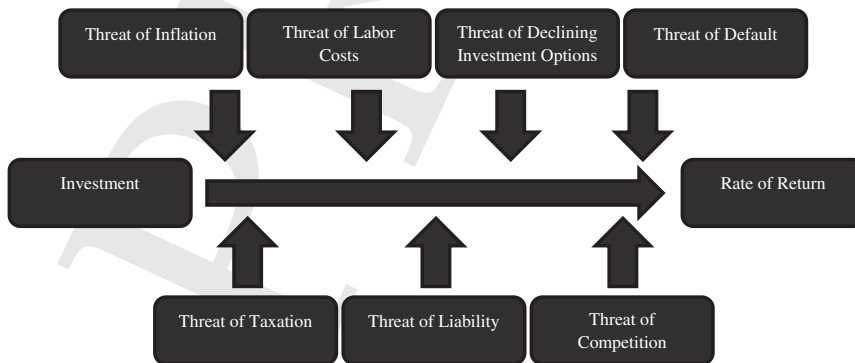 Threat of Inflation
Threat of Labor
Costs
Threat of Declining
Investment Options
Threat of Default
Investment
Rate of Return
Threat of Taxation
Threat of Liability
Threat of
Competition